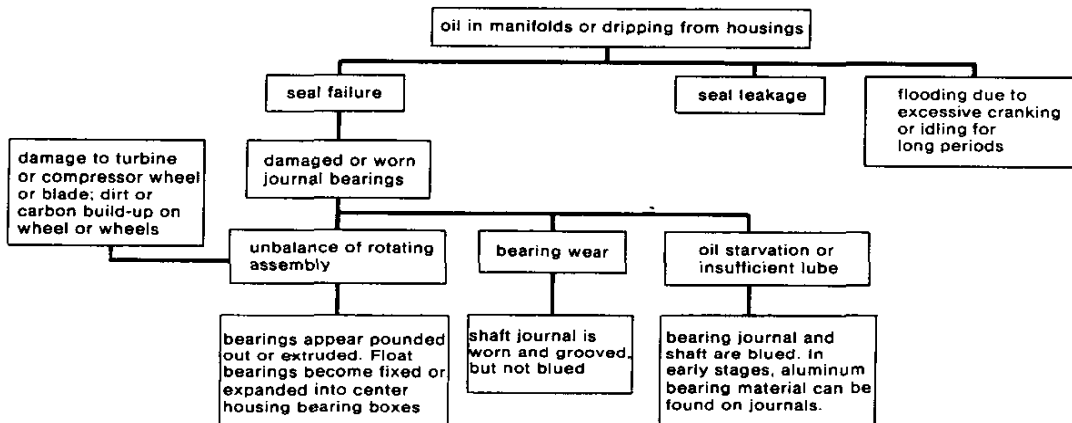 oil in manifolds or dripping from housings
seal failure
seal leakage
flooding due to
excessive cranking
or idling for
long periods
damage to turbine
or compressor wheel
or blade; dirt or
carbon build-up on
wheel or wheels
damaged or worn
journal bearings
unbalance of rotating
assembly
bearing wear
oil starvation or
insufficient lube
bearings appear pounded
out or extruded. Float
bearings become fixed or
expanded into center
housing bearing boxes
shaft journal is
worn and grooved,
but not blued
bearing journal and
shaft are blued. In
early stages, aluminum
bearing material can be
found on journals.